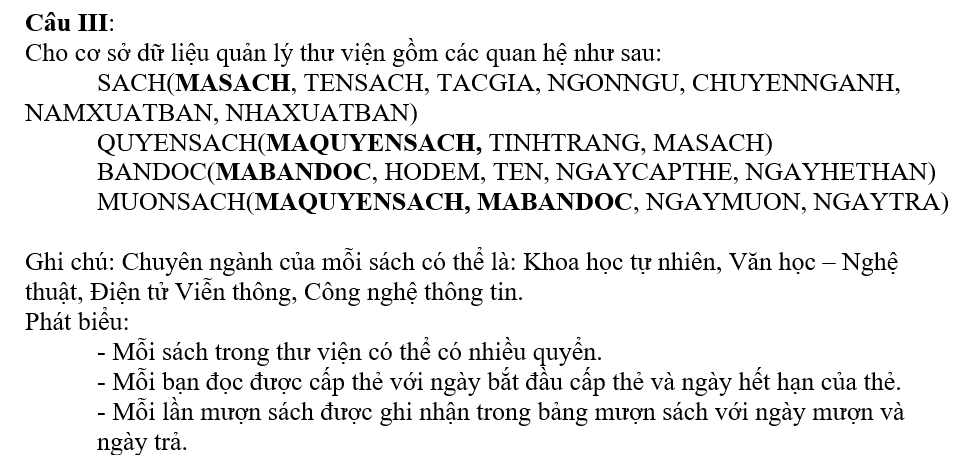 Câu III:
Cho cơ sở dữ liệu quản lý thư viện gồm các quan hệ như sau:
SACH(MASACH, TENSACH, TACGIA, NGONNGU, CHUYENNGANH,
NAMXUATBAN, NHAXUATBAN)
QUYENSACH(MAQUYENSACH, TINHTRANG, MASACH)
BANDOC(MABANDOC, HODEM, TEN, NGAYCAPTHE, NGAYHETHAN)
MUONSACH(MAQUYENSACH, MABANDOC, NGAYMUON, NGAYTRA)
Ghi chú: Chuyên ngành của mỗi sách có thể là: Khoa học tự nhiên, Văn học – Nghệ
thuật, Điện tử Viễn thông, Công nghệ thông tin.
Phát biểu:
- Mỗi sách trong thư viện có thể có nhiều quyển.
- Mỗi bạn đọc được cấp thẻ với ngày bắt đầu cấp thẻ và ngày hết hạn của thẻ.
- Mỗi lần mượn sách được ghi nhận trong bảng mượn sách với ngày mượn và
ngày trả.